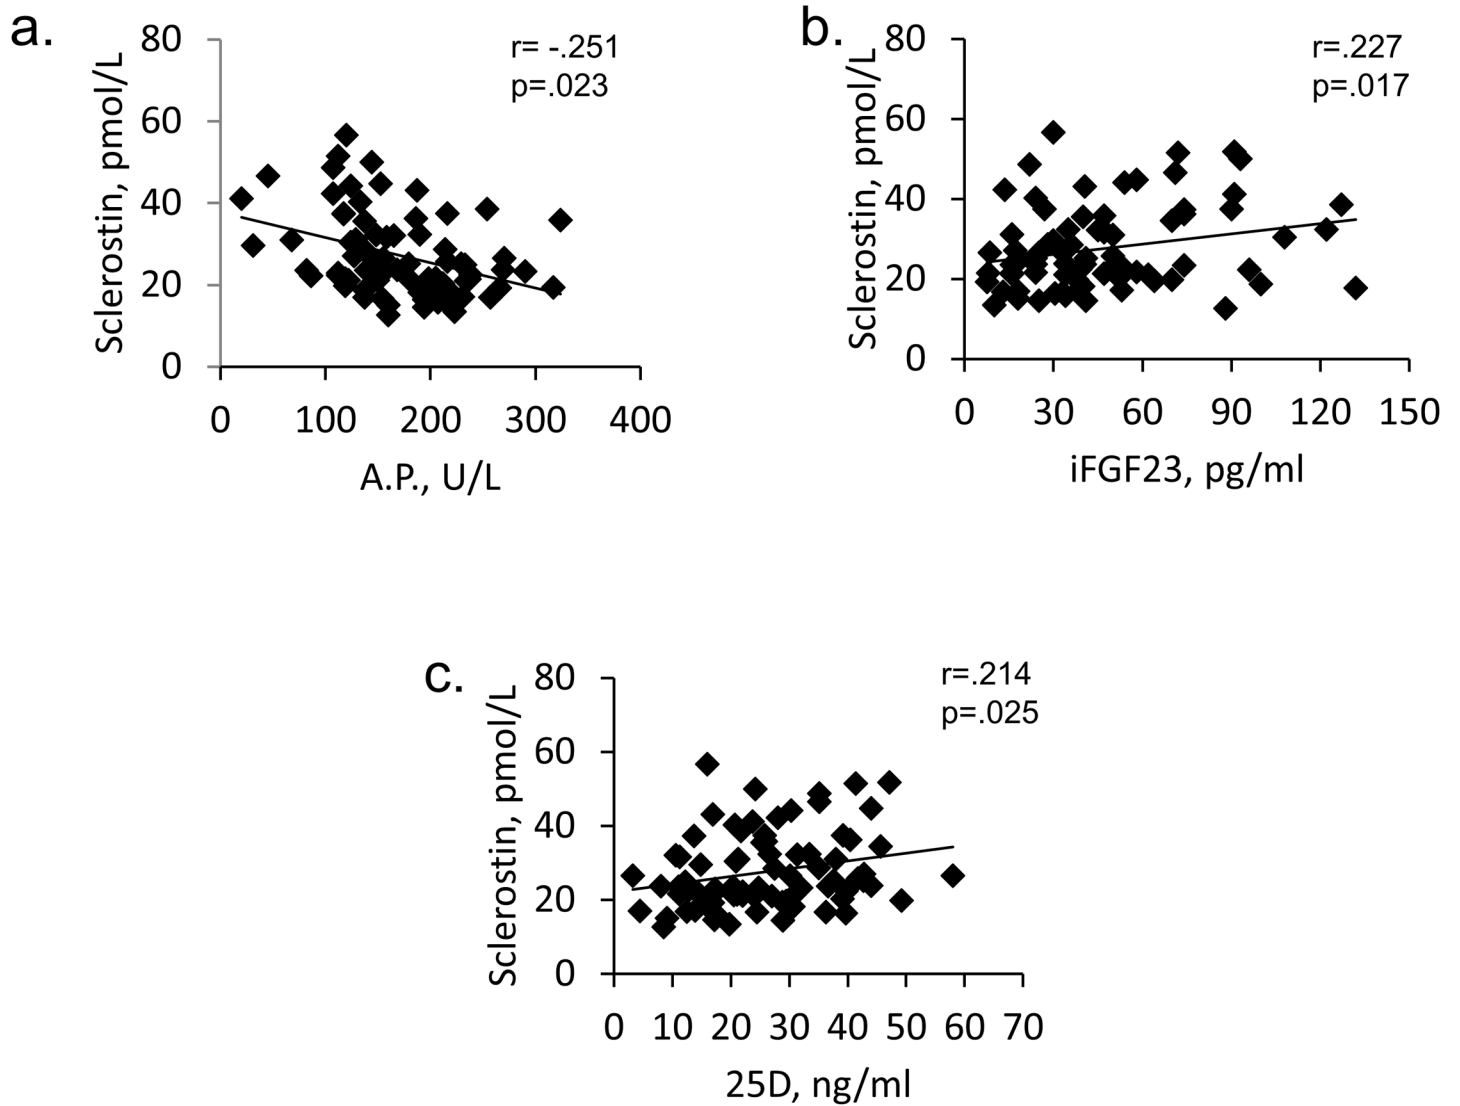 a.
Sclerostin, pmol/L
80
60
40
20
0
r= -.251
p=.023
0 100 200 300 400
A.P., U/L
b.
Sclerostin, pmol/L
80
60
40
20
0
r=.227
p=.017
0 30 60 90 120 150
iFGF23, pg/ml
c.
Sclerostin, pmol/L
80
60
40
20
0
r=.214
p=.025
0 10 20 30 40 50 60 70
25D, ng/ml